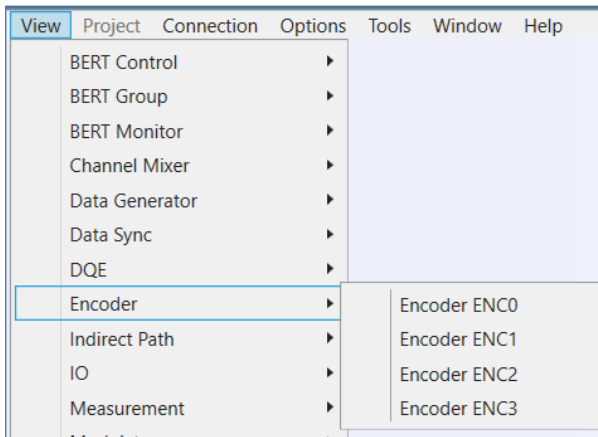 View Project Connection Options Tools Window Help
BERT Control
BERT Group
BERT Monitor
Channel Mixer
Data Generator
Data Sync
DQE
Encoder
Encoder ENC0
Indirect Path
Encoder ENC1
IO
Encoder ENC2
Measurement
Encoder ENC3